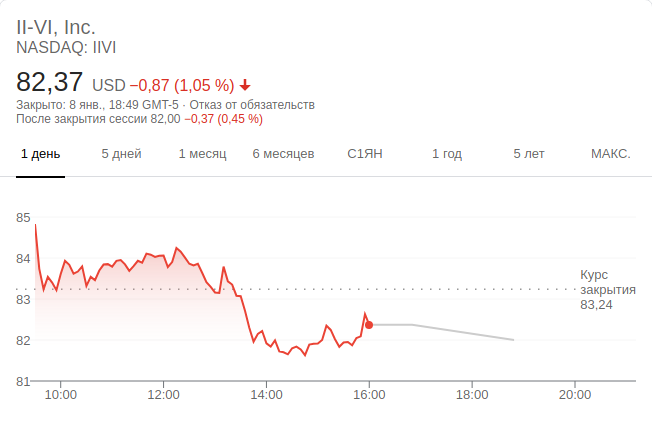 II-VI, Inc.
NASDAQ: IIVI
82,37 USD −0,87 (1,05 %)
Закрыто: 8 янв., 18:49 GMT-5 · Отказ от обязательств
После закрытия сессии 82,00 −0,37 (0,45 %)
1 день 5 дней 1 месяц 6 месяцев С1ЯН 1 год 5 лет МАКС.
85
84
Курс
закрытия
83
83,24
82
81
10:00 12:00 14:00 16:00 18:00 20:00